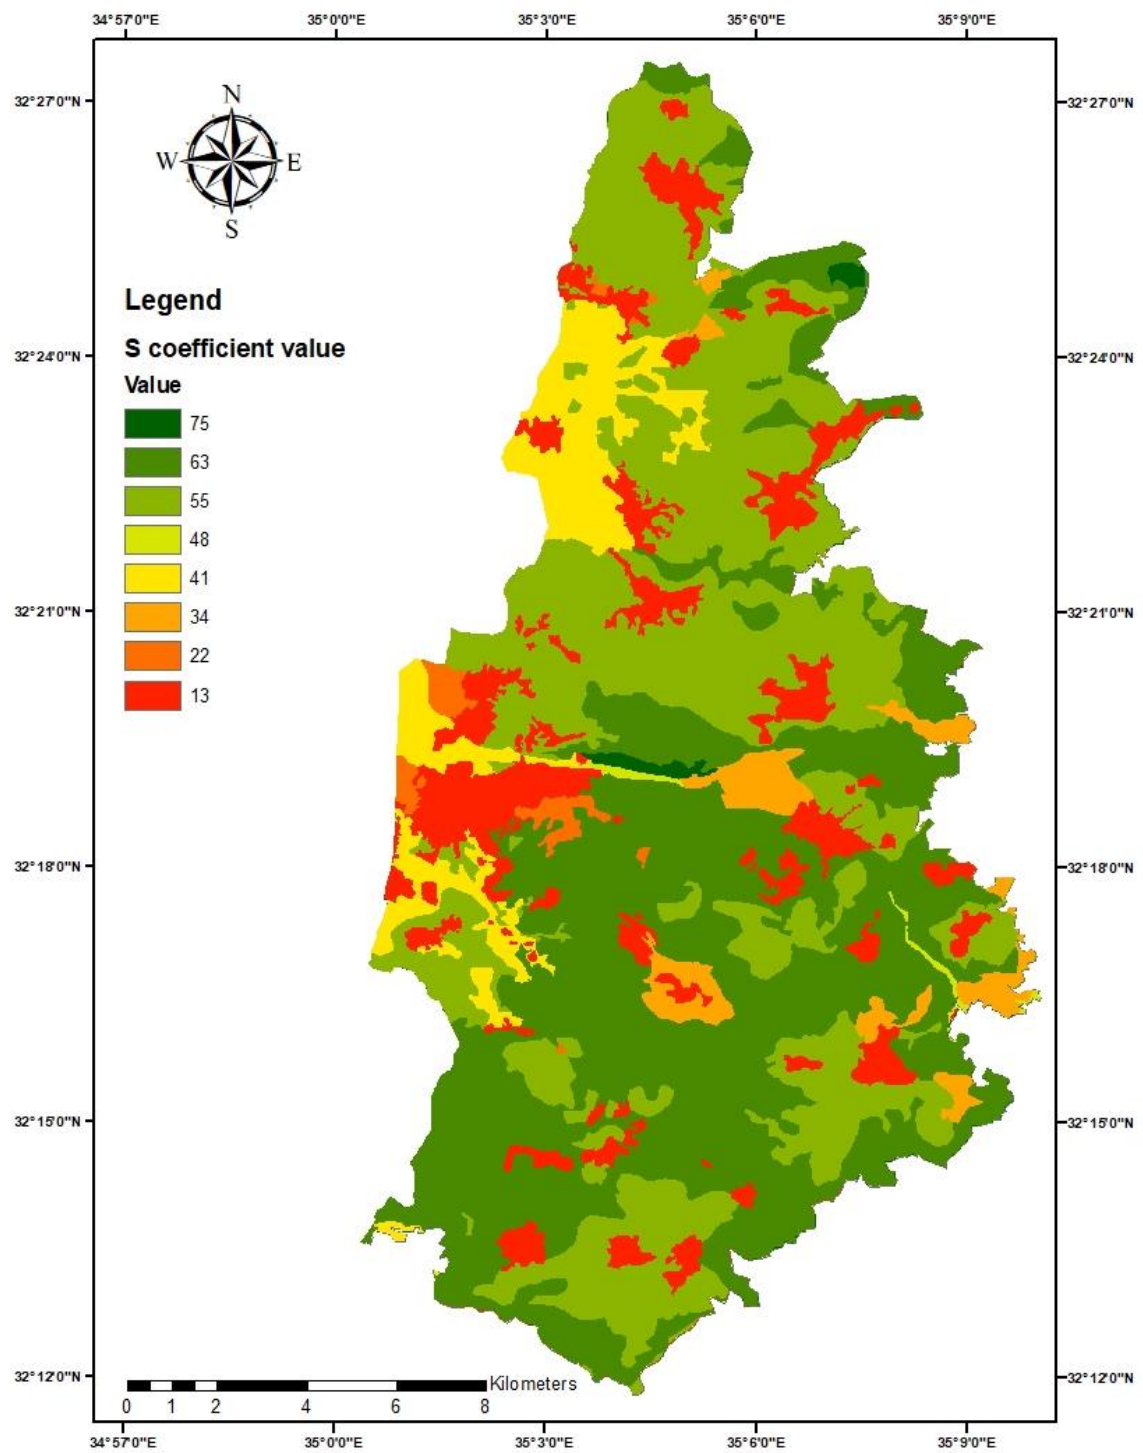 34°57'0"E 35°0'0"E 35°3'0"E 35°6'0"E 35°9'0"E
32°27'0"N 32°27'0"N
N
W E
S
Legend
S coefficient value
32°24'0"N 32°24'0"N
Value
75
63
55
48
41
34
32°21'0"N 32°21'0"N
22
13
32°18'0"N 32°18'0"N
32°15'0"N 32°15'0"N
32°12'0"N 32°12'0"N
Kilometers
0 1 2 4 6 8
34°57'0"E 35°0'0"E 35°3'0"E 35°6'0"E 35°9'0"E